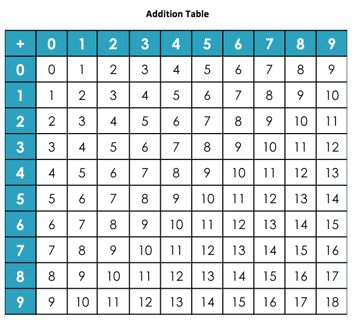 Addition Table
+ 0 1 2 3 4 5 6 7 8 9
0 0 1 2 3 4 5 6 7 8 9
1 1 2 3 4 5 6 7 8 9 10
2 2 3 4 5 6 7 8 9 10 11
3 3 4 5 6 7 8 9 10 11 12
4 4 5 6 7 8 9 10 11 12 13
5 5 6 7 8 9 10 11 12 13 14
6 6 7 8 9 10 11 12 13 14 15
7 7 8 9 10 11 12 13 14 15 16
8 8 9 10 11 12 13 14 15 16 17
9 9 10 11 12 13 14 15 16 17 18